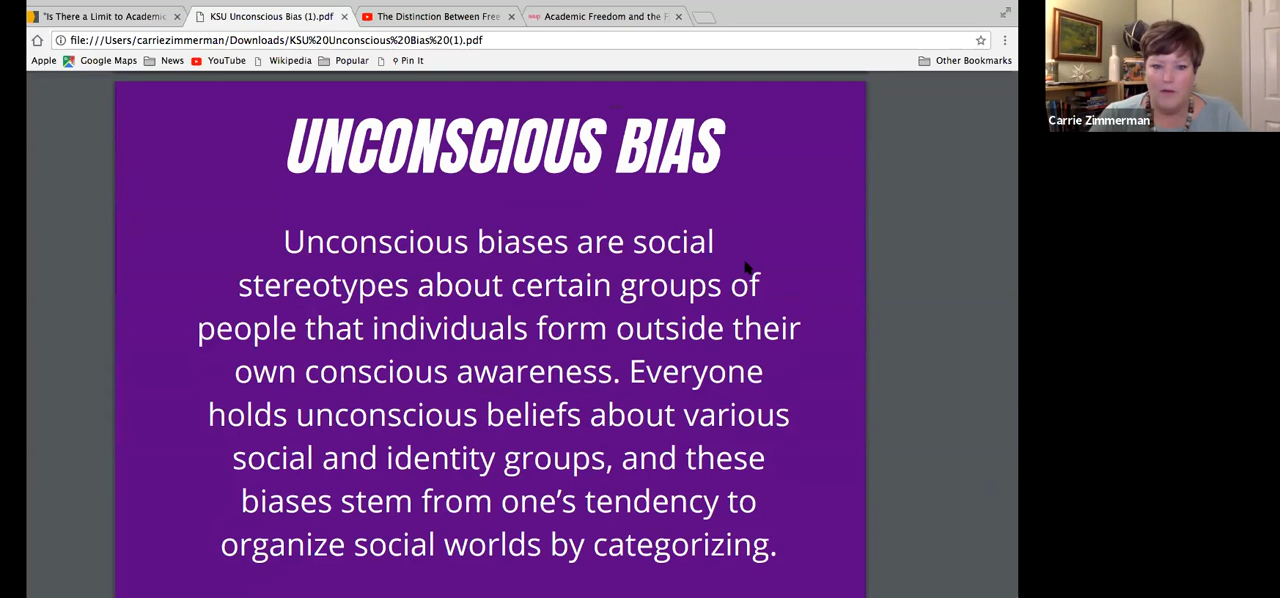 "Is There a Limit to Academic
KSU Unconscious Bias (1).pdf
The Distinction Between Free
Academic Freedom and the
file:///Users/carriezimmerman/Downloads/KSU%20Unconscious%20Bias%20(1).pdf
Apple Google Maps News YouTube Wikipedia Popular Pin It Other Bookmarks
Carrie Zimmerman
UNCONSCIOUS BIAS
Unconscious biases are social
stereotypes about certain groups of
people that individuals form outside their
own conscious awareness. Everyone
holds unconscious beliefs about various
social and identity groups, and these
biases stem from one's tendency to
organize social worlds by categorizing.